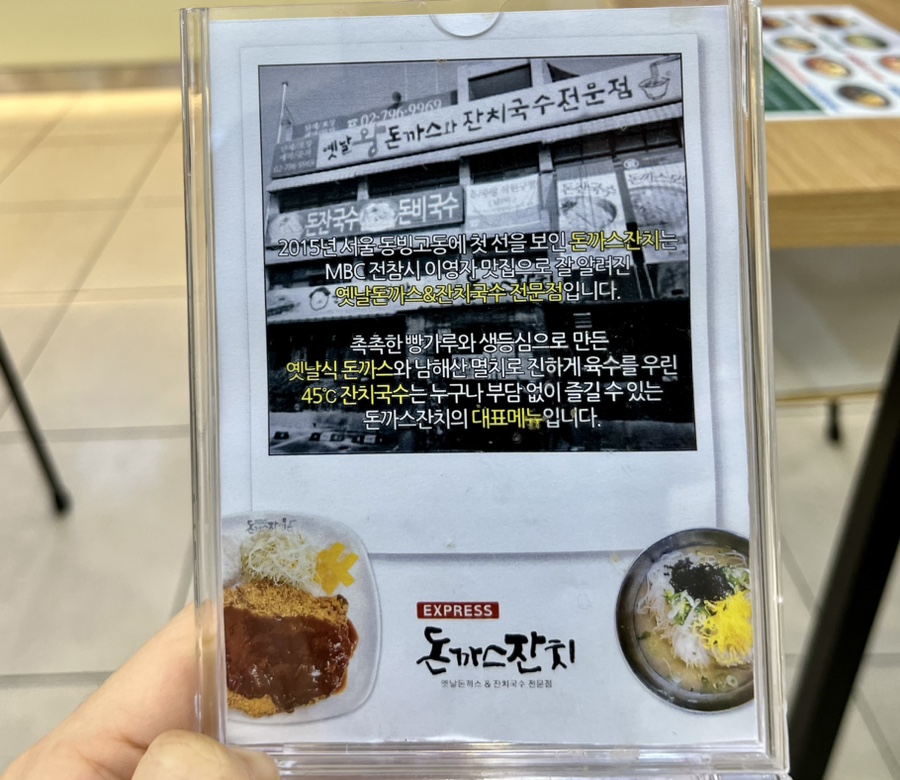 ☎02-796-9969
옛날 왕 돈까스와 잔치국수전문점
02-796-9969
돈잔국수 돈비국수
2015년 서울 동빙고동에 첫 선을 보인 돈까스잔치는
MBC 전참시 이영자 맛집으로 잘 알려진
옛날돈까스&잔치국수 전문점입니다.
촉촉한 빵가루와 생등심으로 만든
옛날식 돈까스와 남해산 멸치로 진하게 육수를 우린
45℃ 잔치국수는 누구나 부담 없이 즐길 수 있는
돈까스잔치의 대표메뉴입니다.
EXPRESS
돈까스잔치
옛날돈까스 & 잔치국수 전문점